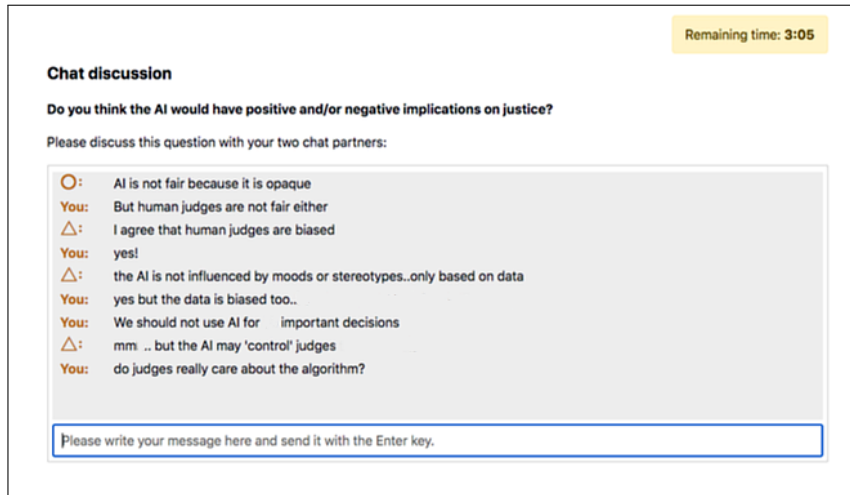 Remaining time: 3:05
Chat discussion
Do you think the AI would have positive and/or negative implications on justice?
Please discuss this question with your two chat partners:
O: AI is not fair because it is opaque
You: But human judges are not fair either
△: I agree that human judges are biased
You: yes!
△: the AI is not influenced by moods or stereotypes..only based on data
You: yes but the data is biased too..
You: We should not use AI for important decisions
△: mm .. but the AI may 'control' judges
You: do judges really care about the algorithm?
Please write your message here and send it with the Enter key.